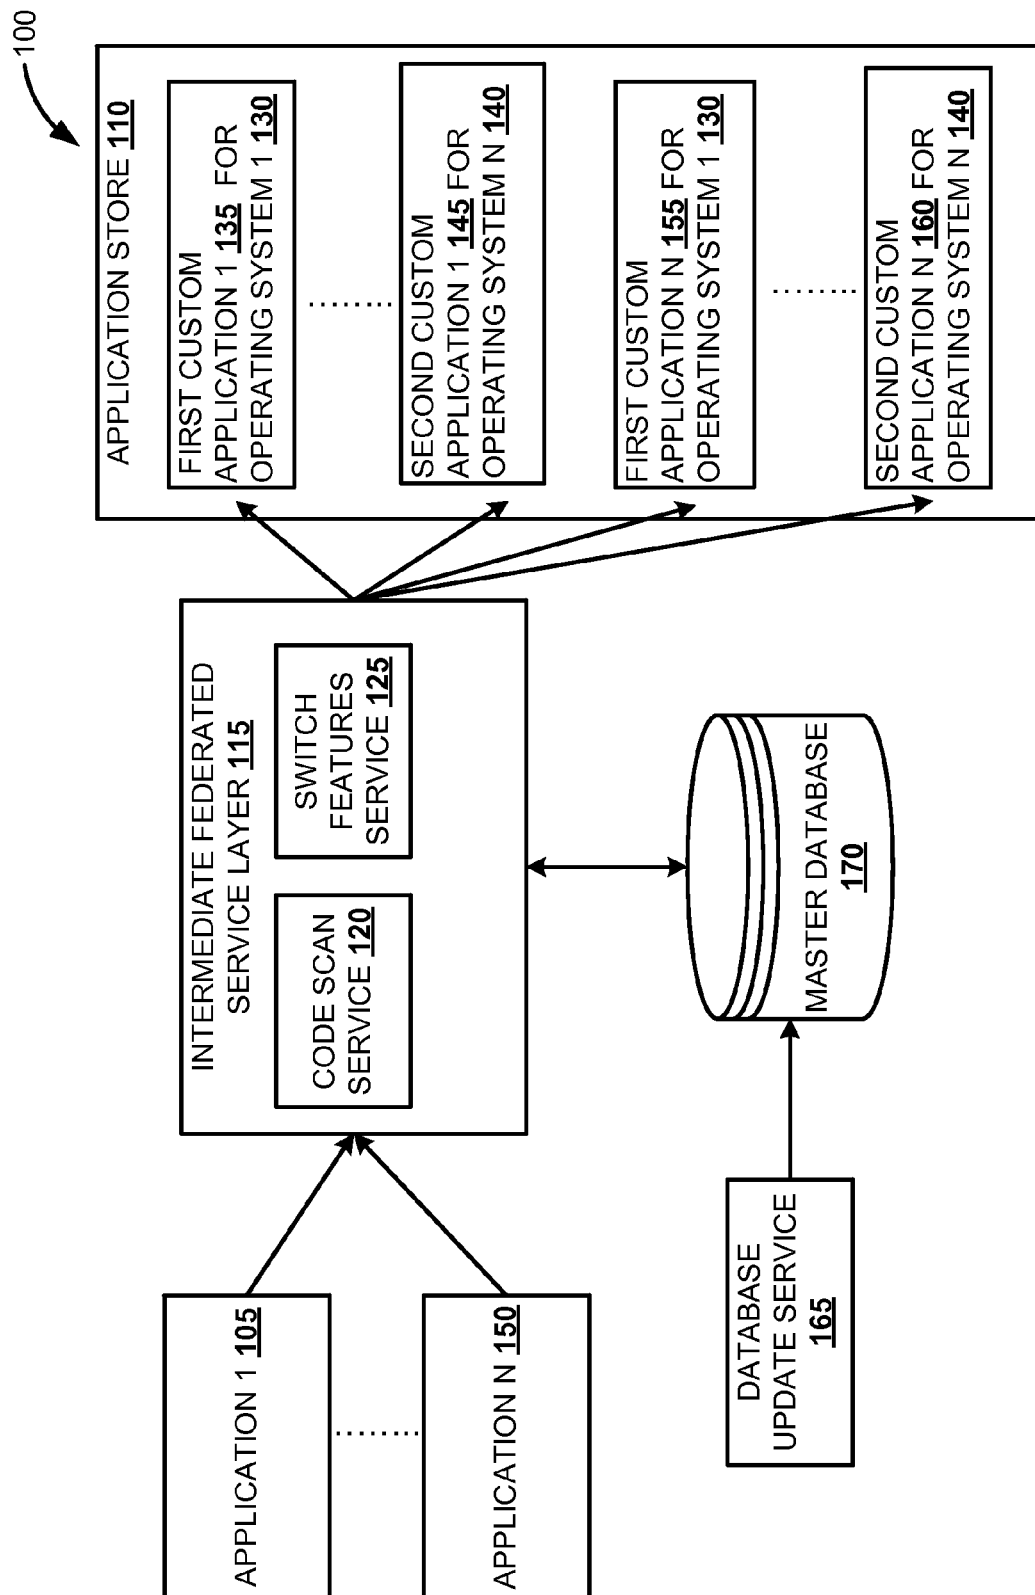 100
APPLICATION 1 105
APPLICATION N 150
INTERMEDIATE FEDERATED
SERVICE LAYER 115
CODE SCAN
SERVICE 120
SWITCH
FEATURES
SERVICE 125
DATABASE
UPDATE SERVICE
165
MASTER DATABASE
170
APPLICATION STORE 110
FIRST CUSTOM
APPLICATION 1 135 FOR
OPERATING SYSTEM 1 130
SECOND CUSTOM
APPLICATION 1 145 FOR
OPERATING SYSTEM N 140
FIRST CUSTOM
APPLICATION N 155 FOR
OPERATING SYSTEM 1 130
SECOND CUSTOM
APPLICATION N 160 FOR
OPERATING SYSTEM N 140